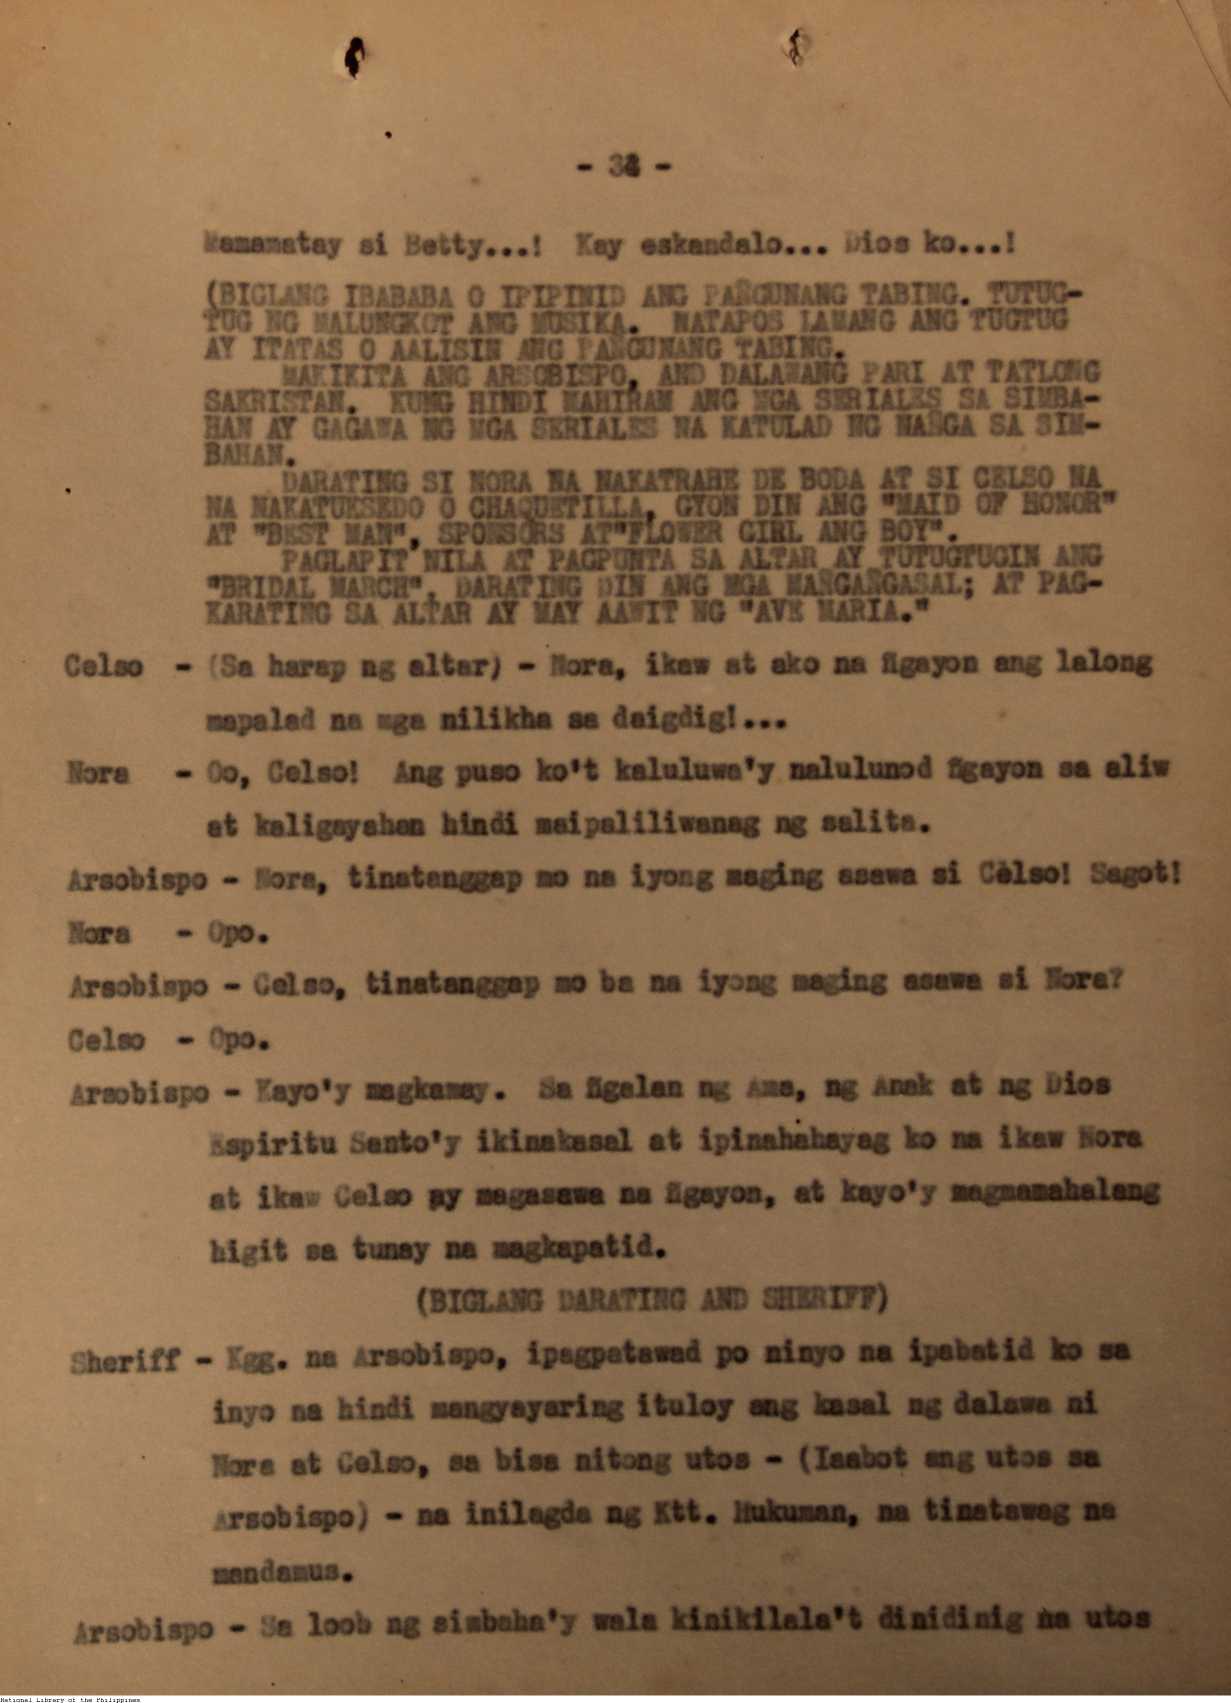 - 34 -
Mamamatay si Betty...!  Kay eskandalo... Dios ko...!
(BIGLANG IBABABA O IPIPINID ANG PAÑGUNANG TABING. TUTUG-
TUG NG MALUNGKOT ANG MUSIKA.  NATAPOS LAMANG ANG TUGTUG
AY ITATAS O AALISIN ANG PAÑGUNANG TABING.
MAKIKITA ANG ARSOBISPO, AND DALAWANG PARI AT TATLONG
SAKRISTAN.  KUNG HINDI MAHIRAM ANG MGA SERIALES SA SIMBA-
HAN AY GAGAWA NG MGA SERIALES NA KATULAD NG NASGA SA SIM-
BAHAN.
DARATING SI NORA NA NAKATRAHE DE BODA AT SI CELSO NA
NA NAKATUKSEDO O CHAQUETILLA, GYON DIN ANG "MAID OF HONOR"
AT "BEST MAN", SPONSORS AT"FLOWER GIRL ANG BOY".
PAGLAPIT NILA AT PAGPUNTA SA ALTAR AY TUTUGTUGIN ANG
"BRIDAL MARCH". DARATING DIN ANG MGA MAÑGAÑGASAL; AT PAG-
KARATING SA ALTAR AY MAY AAWIT NG "AVE MARIA."
Celso  - (Sa harap ng altar) - Nora, ikaw at ako na ñgayon ang lalong
mapalad na mga nilikha sa daigdig!...
Nora   - Oo, Celso!  Ang puso ko't kaluluwa'y nalulunod ñgayon sa aliw
at kaligayahan hindi maipaliliwanag ng salita.
Arsobispo - Nora, tinatanggap mo na iyong maging asawa si Celso! Sagot!
Nora   - Opo.
Arsobispo - Celso, tinatanggap mo ba na iyong maging asawa si Nora?
Celso  - Opo.
Arsobispo - Kayo'y magkamay.  Sa ñgalan ng Ama, ng Anak at ng Dios
Espiritu Santo'y ikinakasal at ipinahahayag ko na ikaw Nora
at ikaw Celso ay magasawa na ñgayon, at kayo'y magmamahalang
higit sa tunay na magkapatid.
(BIGLANG DARATING AND SHERIFF)
Sheriff - Kgg. na Arsobispo, ipagpatawad po ninyo na ipabatid ko sa
inyo na hindi mangyayaring ituloy ang kasal ng dalawa ni
Nora at Celso, sa bisa nitong utos - (Iaabot ang utos sa
Arsobispo) - na inilagda ng Ktt. Hukuman, na tinatawag na
mandamus.
Arsobispo - Sa loob ng simbaha'y wala kinikilala't dinidinig na utos
National Library of the Philippines